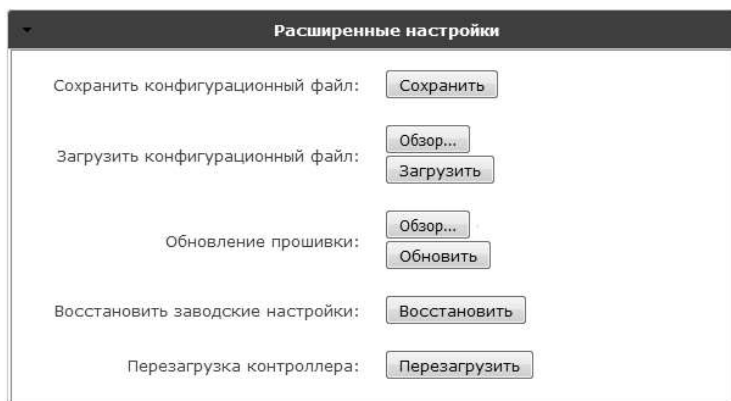 Расширенные настройки
Сохранить конфигурационный файл: Сохранить
Загрузить конфигурационный файл: Обзор...
Загрузить
Обновление прошивки: Обзор...
Обновить
Восстановить заводские настройки: Восстановить
Перезагрузка контроллера: Перезагрузить